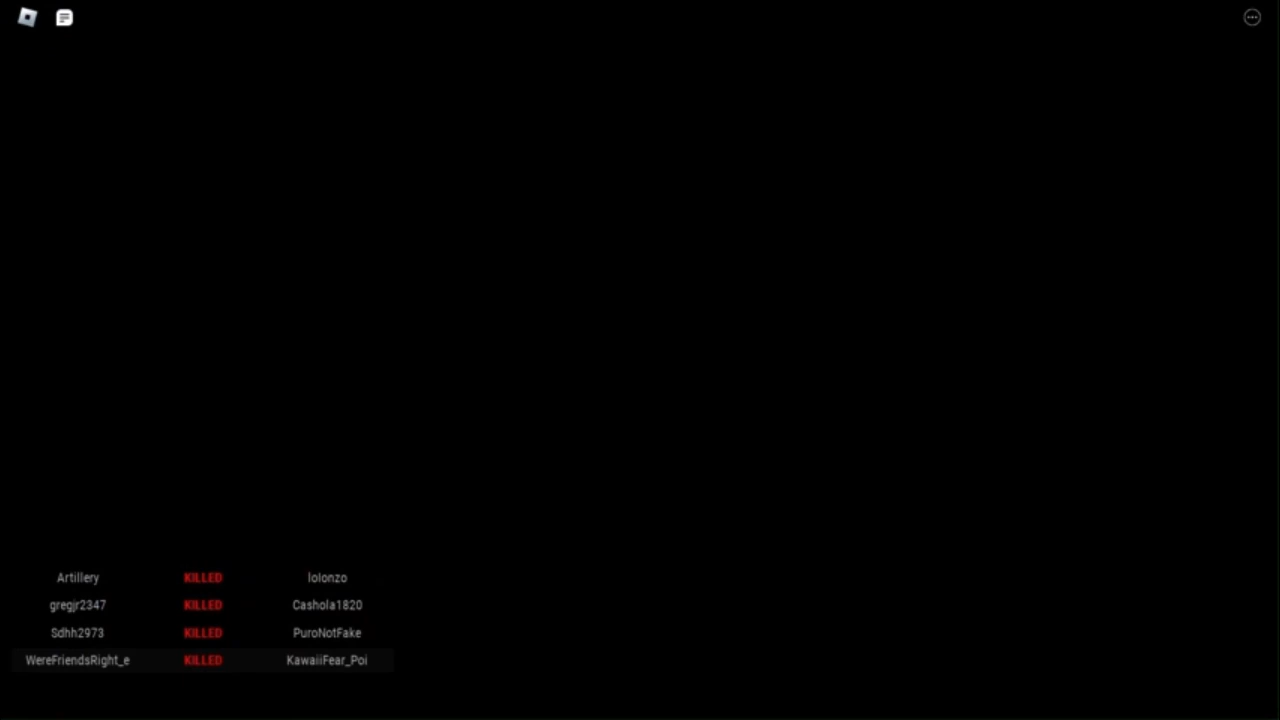 Artillery KILLED lolonzo
gregjr2347 KILLED Cashola1820
Sdhh2973 KILLED PuroNotFake
WereFriendsRight_e KILLED KawaiiFear_Poi